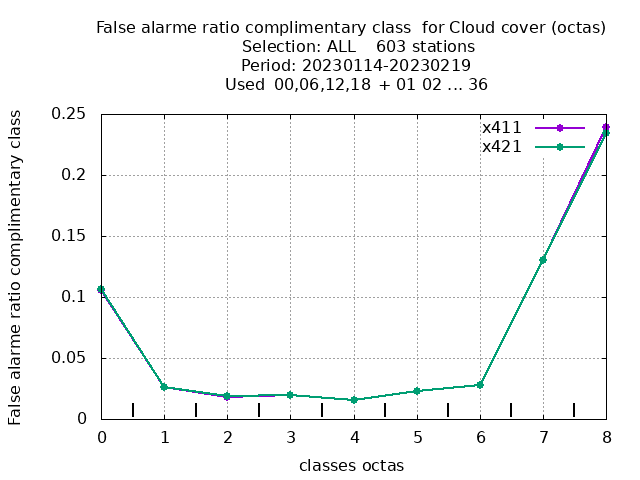 False alarme ratio complimentary class  for Cloud cover (octas)
Selection: ALL    603 stations
Period: 20230114-20230219
Used  00,06,12,18  + 01 02 ... 36
False alarme ratio complimentary class
0.25
0.2
0.15
0.1
0.05
0
x411
x421
0 1 2 3 4 5 6 7 8
classes octas